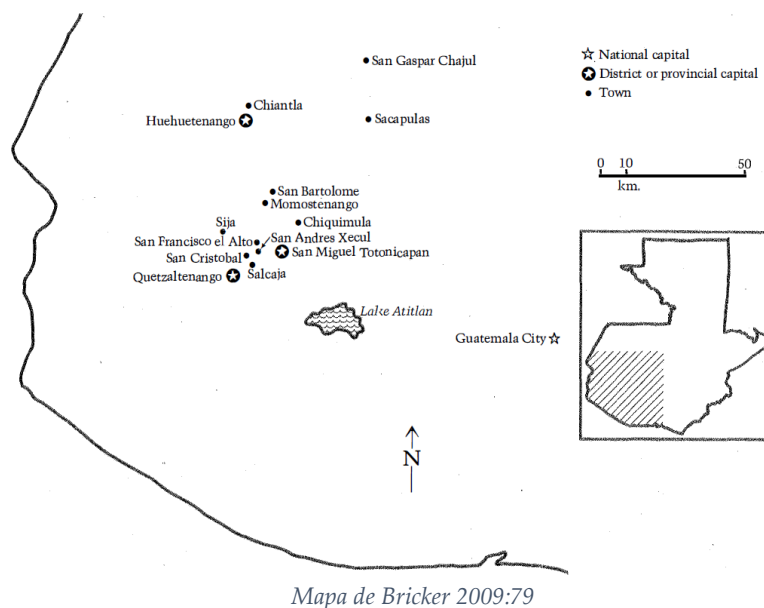 San Gaspar Chajul
National capital
District or provincial capital
Town
Chiantla
Huehuetenango
Sacapulas
0 10 50
km.
San Bartolome
Momostenango
Sija
Chiquimula
San Francisco el Alto
San Andres Xecul
San Cristobal
San Miguel Totonicapan
Quetzaltenango
Salcaja
Lake Atitlan
Guatemala City
N
Mapa de Bricker 2009:79